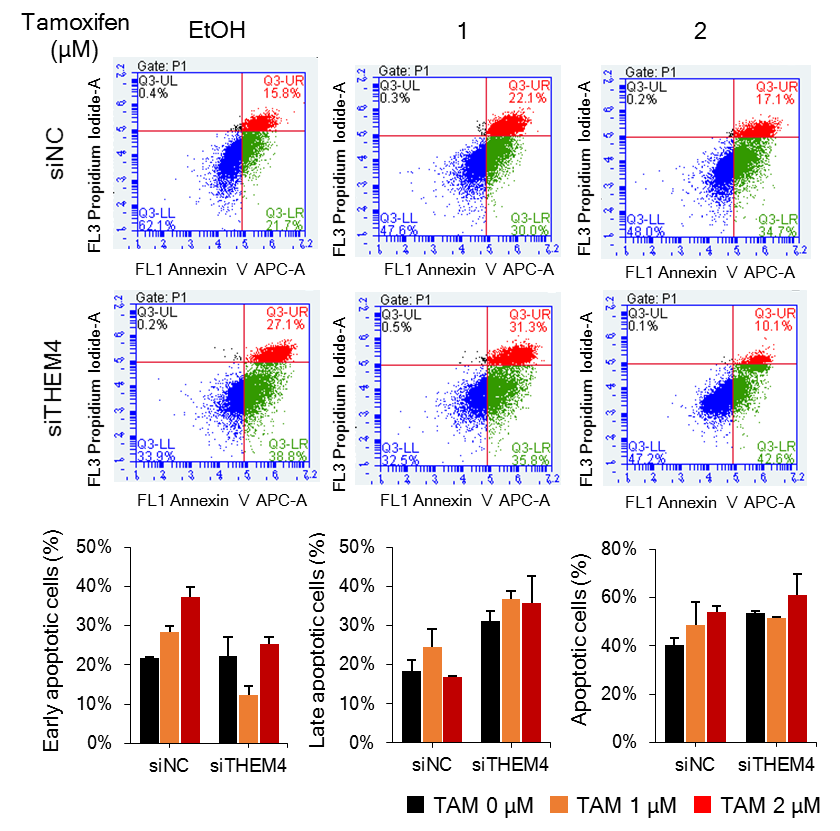 Tamoxifen
(μM)
EtOH
1
2
siNC
FL3 Propidium Iodide-A
Gate: P1
Q3-UL
0.4%
Q3-UR
15.8%
Q3-LL
62.1%
Q3-LR
21.7%
FL1 Annexin V APC-A
FL3 Propidium Iodide-A
Gate: P1
Q3-UL
0.3%
Q3-UR
22.1%
Q3-LL
47.6%
Q3-LR
30.0%
FL1 Annexin V APC-A
FL3 Propidium Iodide-A
Gate: P1
Q3-UL
0.2%
Q3-UR
17.1%
Q3-LL
48.0%
Q3-LR
34.7%
FL1 Annexin V APC-A
siTHEM4
FL3 Propidium Iodide-A
Gate: P1
Q3-UL
0.2%
Q3-UR
27.1%
Q3-LL
33.9%
Q3-LR
38.8%
FL1 Annexin V APC-A
FL3 Propidium Iodide-A
Gate: P1
Q3-UL
0.5%
Q3-UR
31.3%
Q3-LL
32.5%
Q3-LR
35.8%
FL1 Annexin V APC-A
FL3 Propidium Iodide-A
Gate: P1
Q3-UL
0.1%
Q3-UR
10.1%
Q3-LL
47.2%
Q3-LR
42.6%
FL1 Annexin V APC-A
Early apoptotic cells (%)
50%
40%
30%
20%
10%
0%
siNC
siTHEM4
Late apoptotic cells (%)
50%
40%
30%
20%
10%
0%
siNC
siTHEM4
Apoptotic cells (%)
80%
60%
40%
20%
0%
siNC
siTHEM4
TAM 0 μM
TAM 1 μM
TAM 2 μM